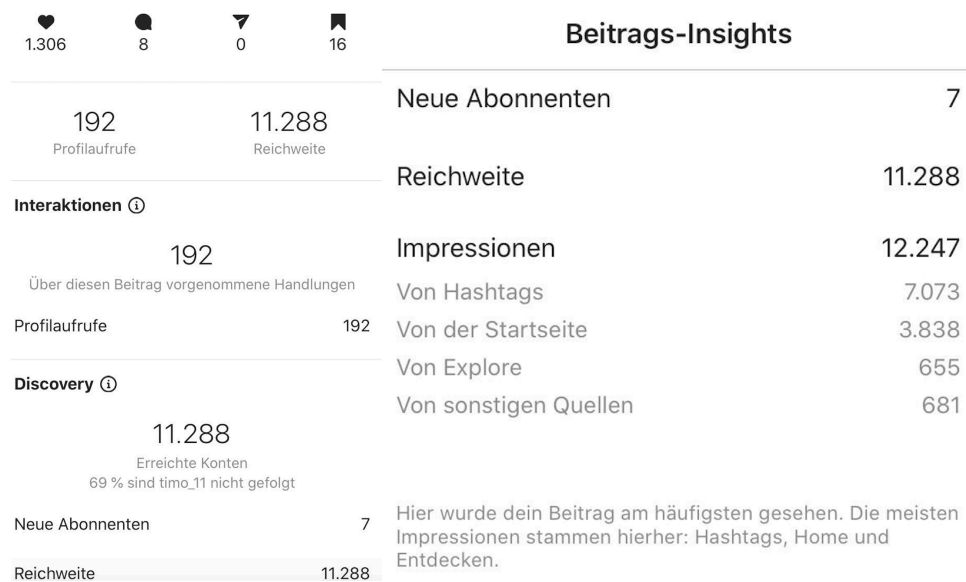 1.306 8 0 16
192 11.288
Profilaufrufe Reichweite
Interaktionen
192
Über diesen Beitrag vorgenommene Handlungen
Profilaufrufe 192
Discovery
11.288
Erreichte Konten
69 % sind timo_11 nicht gefolgt
Neue Abonnenten 7
Reichweite 11.288
Beitrags-Insights
Neue Abonnenten 7
Reichweite 11.288
Impressionen 12.247
Von Hashtags 7.073
Von der Startseite 3.838
Von Explore 655
Von sonstigen Quellen 681
Hier wurde dein Beitrag am häufigsten gesehen. Die meisten
Impressionen stammen hierher: Hashtags, Home und
Entdecken.